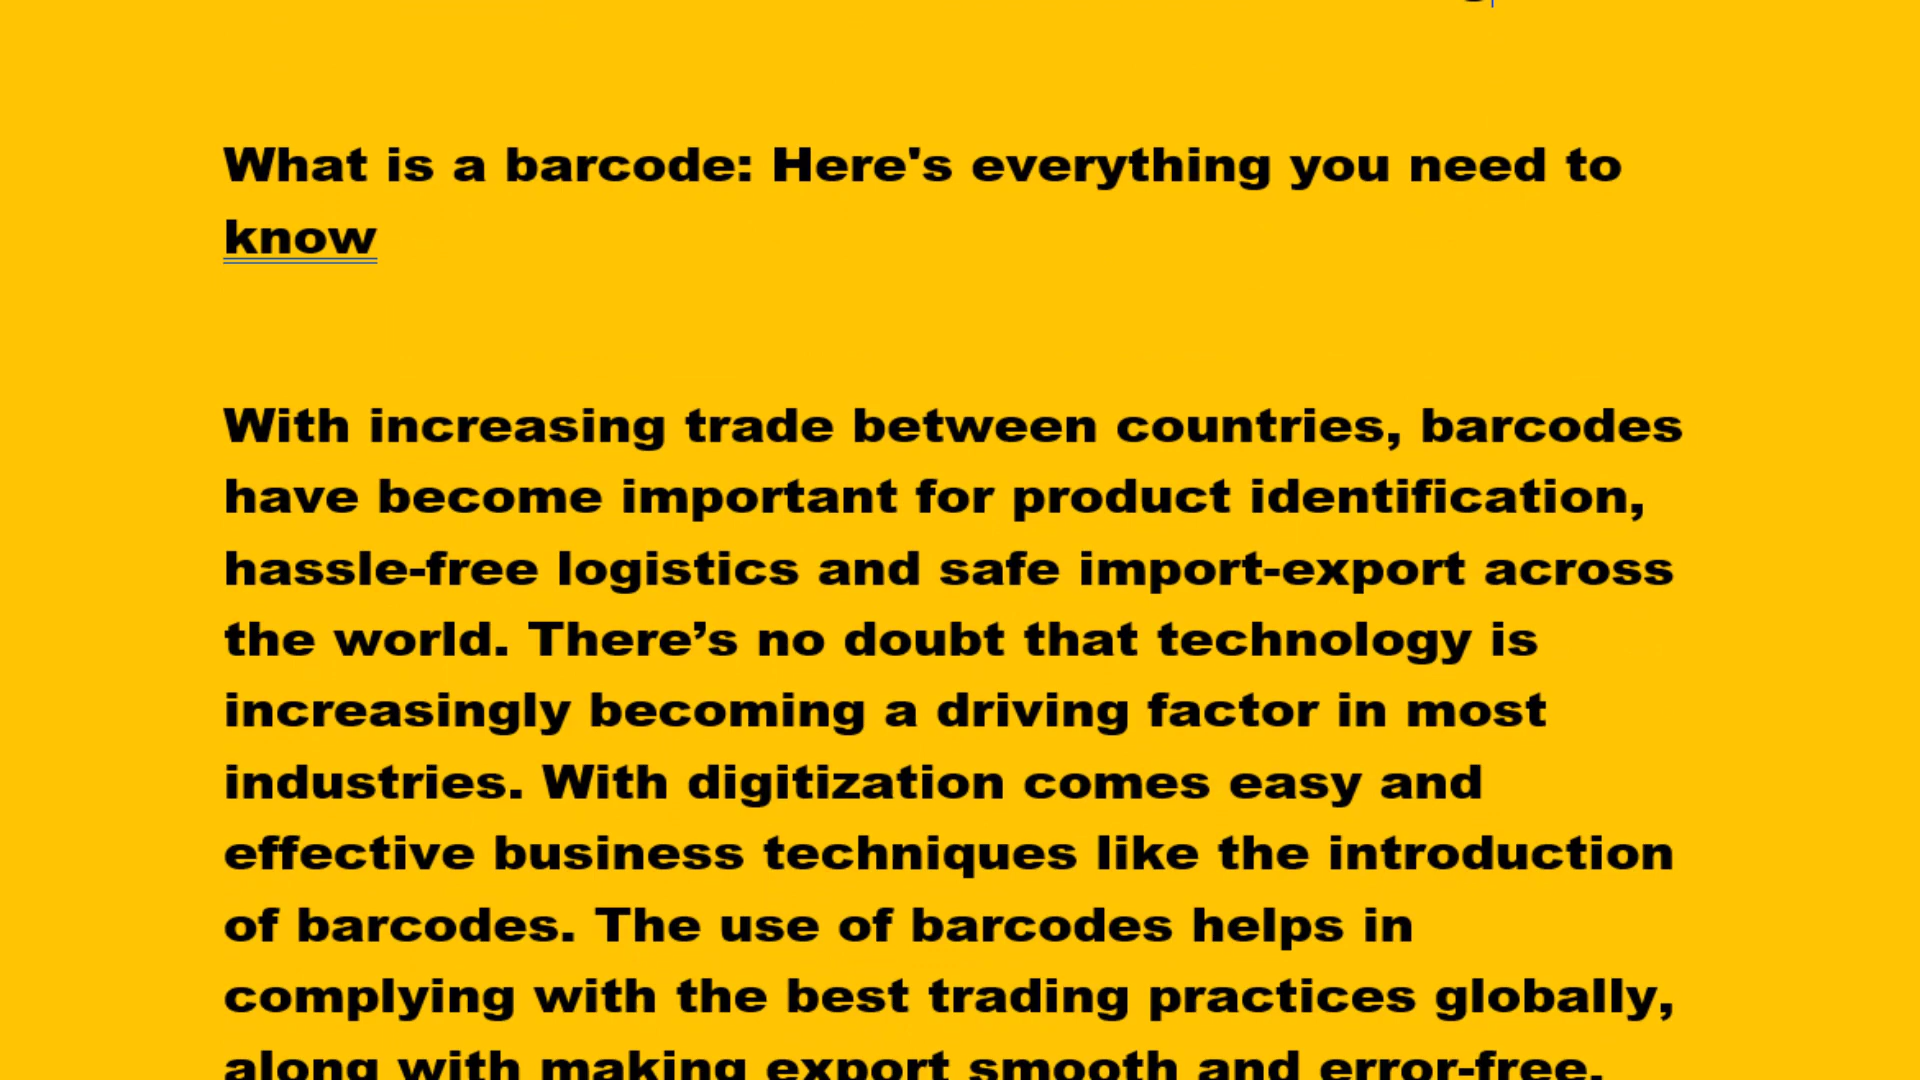 What is a barcode: Here's everything you need to
know
With increasing trade between countries, barcodes
have become important for product identification,
hassle-free logistics and safe import-export across
the world. There’s no doubt that technology is
increasingly becoming a driving factor in most
industries. With digitization comes easy and
effective business techniques like the introduction
of barcodes. The use of barcodes helps in
complying with the best trading practices globally,
along with making export smooth and error-free.